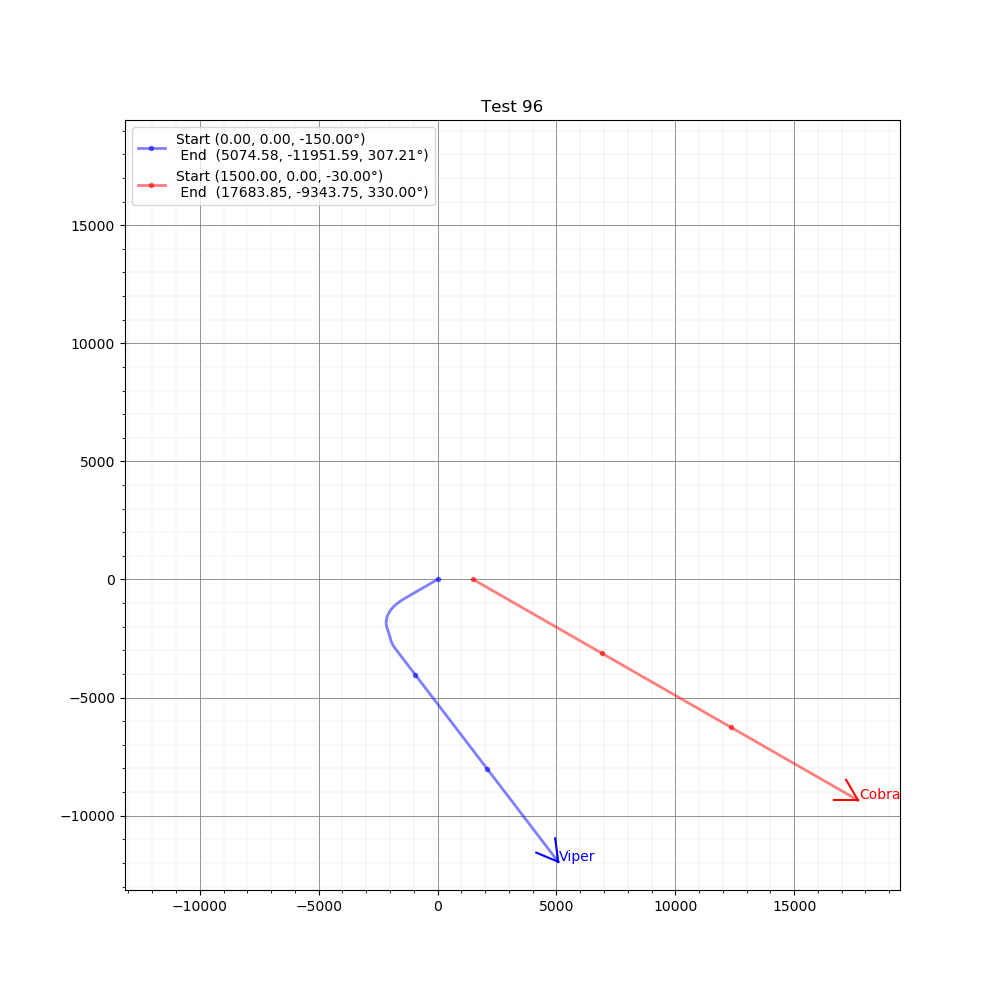 Test 96
Start (0.00, 0.00, -150.00°)
End  (5074.58, -11951.59, 307.21°)
Start (1500.00, 0.00, -30.00°)
End  (17683.85, -9343.75, 330.00°)
15000
10000
5000
0
−5000
−10000
Cobra
Viper
−10000 −5000 0 5000 10000 15000